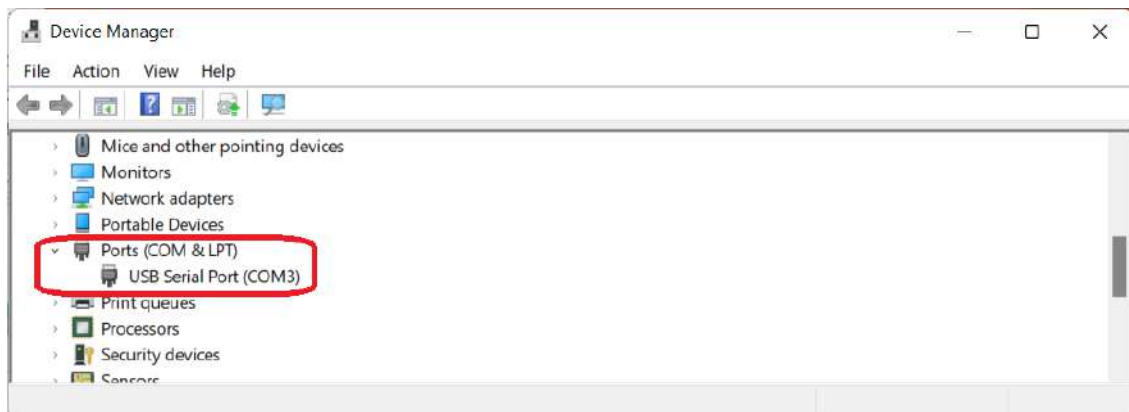 Device Manager
File Action View Help
Mice and other pointing devices
Monitors
Network adapters
Portable Devices
Ports (COM & LPT)
USB Serial Port (COM3)
Print queues
Processors
Security devices
Sensors